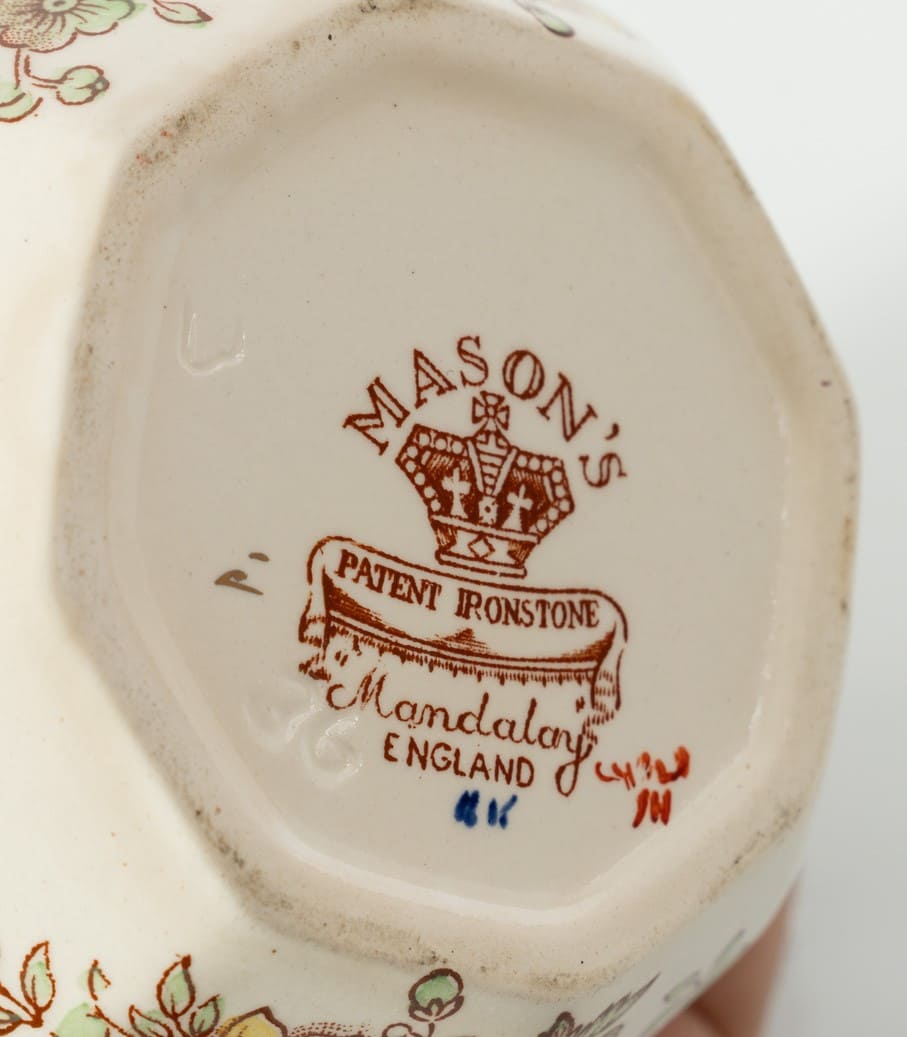 MASON'S
PATENT IRONSTONE
"Mandalay"
ENGLAND
P.